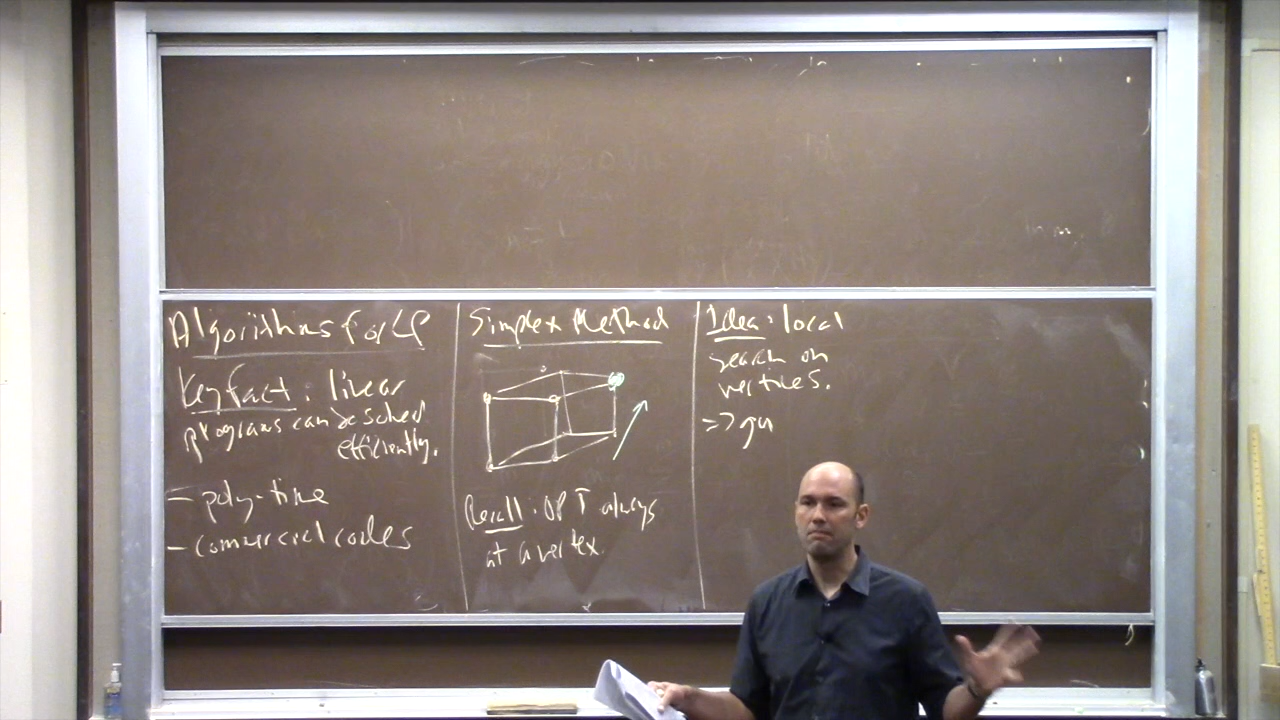 Algorithms for LP
Key fact: linear
programs can be solved
efficiently.
- poly-time
- commercial codes
Simplex Method
Recall: OPT always
at a vertex.
Idea: local
search on
vertices.
=> gu